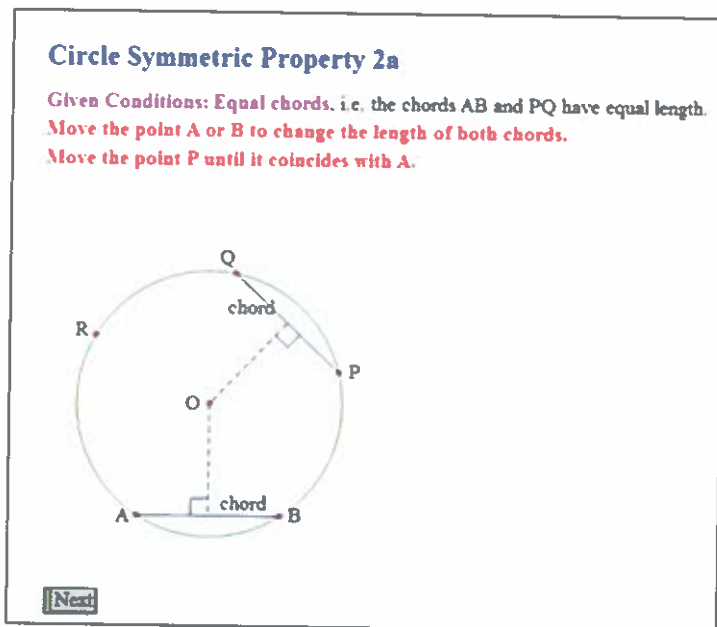 Circle Symmetric Property 2a
Given Conditions: Equal chords. i.e. the chords AB and PQ have equal length.
Move the point A or B to change the length of both chords.
Move the point P until it coincides with A.
Q
chord
R
P
O
chord
A
B
Next